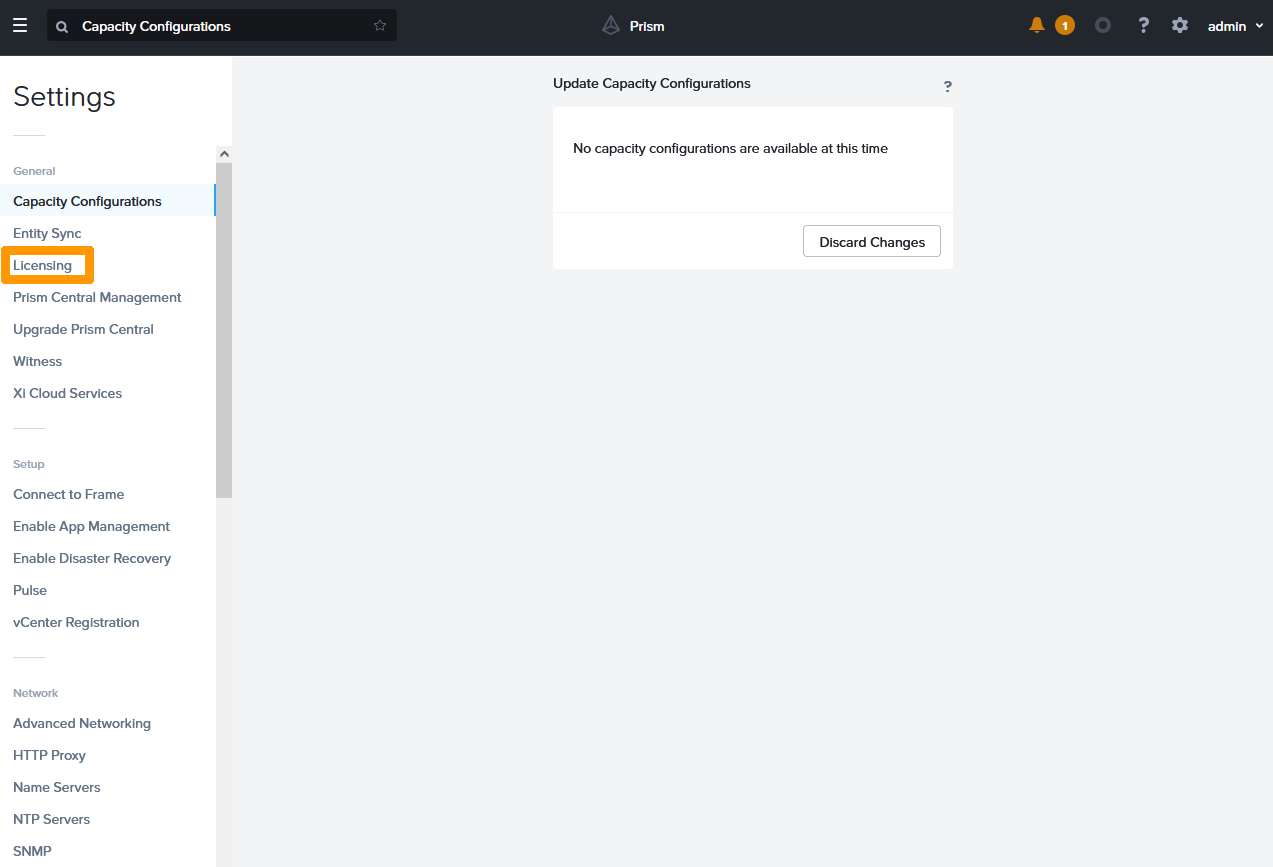 Capacity Configurations
Prism
1
?
admin
Settings
General
Capacity Configurations
Entity Sync
Licensing
Prism Central Management
Upgrade Prism Central
Witness
Xi Cloud Services
Setup
Connect to Frame
Enable App Management
Enable Disaster Recovery
Pulse
vCenter Registration
Network
Advanced Networking
HTTP Proxy
Name Servers
NTP Servers
SNMP
Update Capacity Configurations
?
No capacity configurations are available at this time
Discard Changes